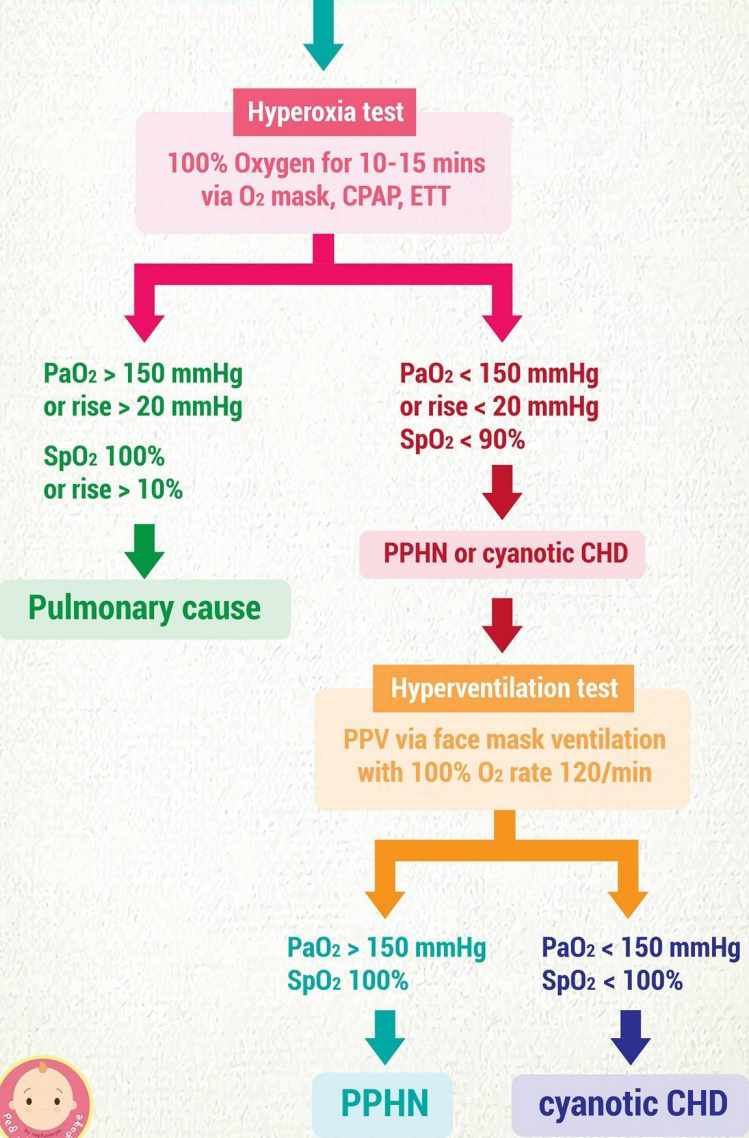 Hyperoxia test
100% Oxygen for 10-15 mins
via O2 mask, CPAP, ETT
PaO2 > 150 mmHg
or rise > 20 mmHg
SpO2 100%
or rise > 10%
Pulmonary cause
PaO2 < 150 mmHg
or rise < 20 mmHg
SpO2 < 90%
PPHN or cyanotic CHD
Hyperventilation test
PPV via face mask ventilation
with 100% O2 rate 120/min
PaO2 > 150 mmHg
SpO2 100%
PPHN
PaO2 < 150 mmHg
SpO2 < 100%
cyanotic CHD